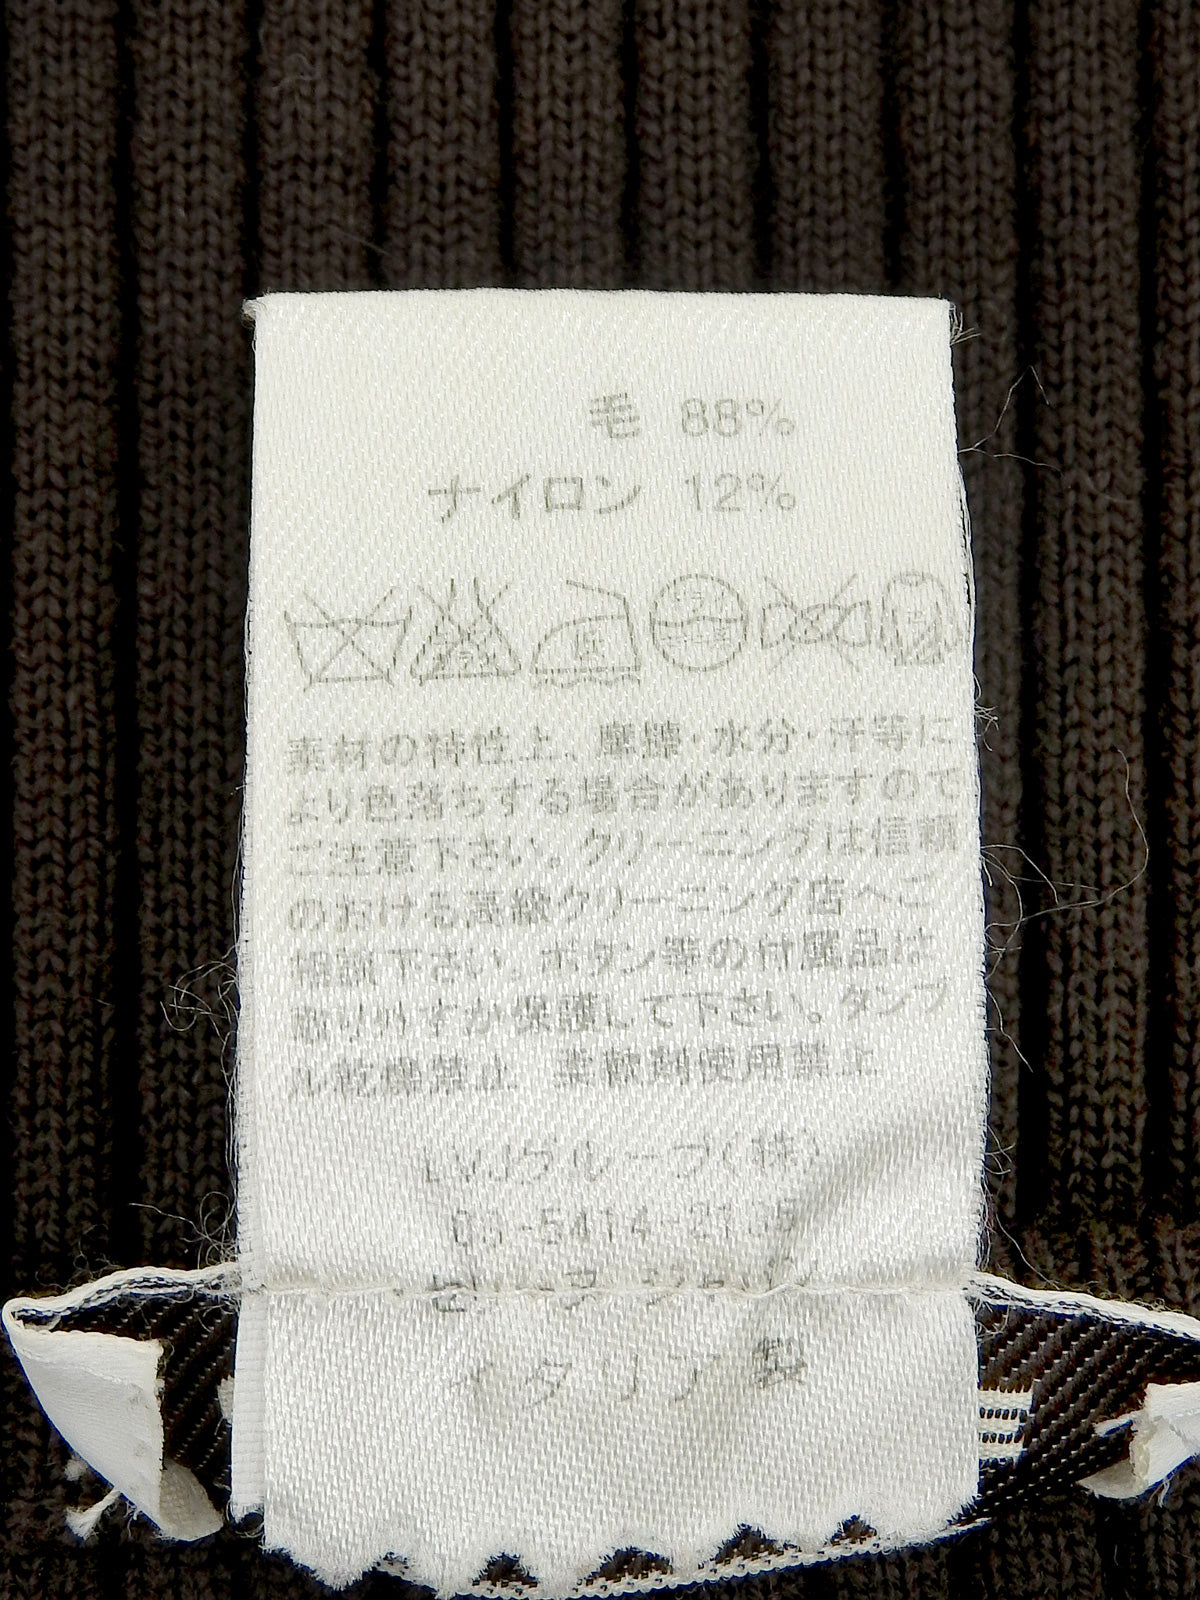 毛 88%
ナイロン 12%
低
素材の特性上、摩擦・水分・汗等に
より色落ちする場合がありますので
ご注意下さい。クリーニングは信頼
のおける高級クリーニング店へご
相談下さい。ボタン等の付属品は
取り外すか保護して下さい。タンブ
ル乾燥禁止 柔軟剤使用禁止
LVJグループ(株)
03-5414-21
イタリア製